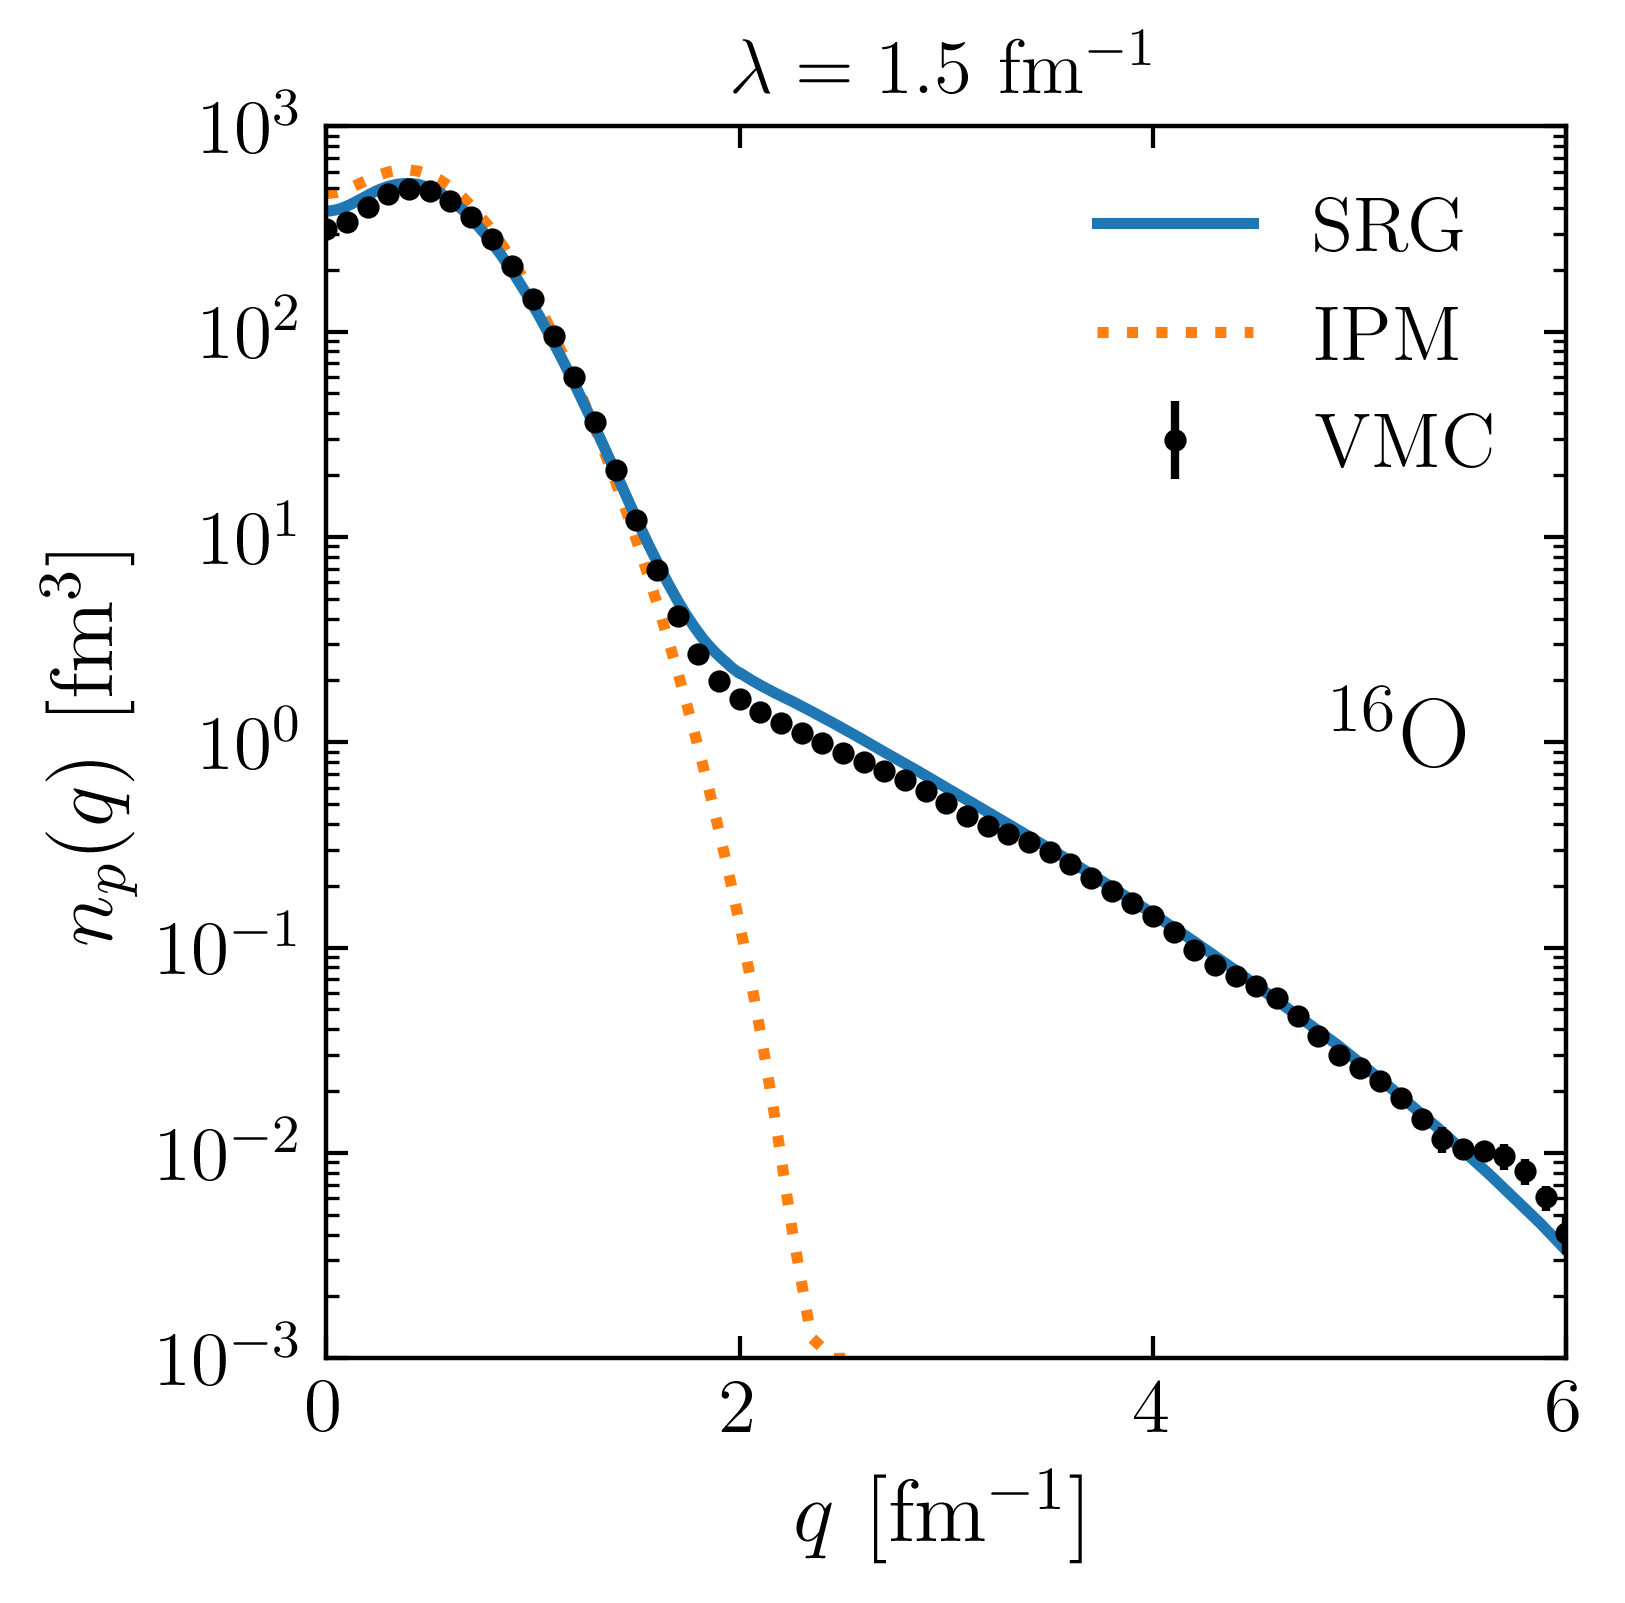 λ = 1.5 fm⁻¹
10³
10²
10¹
10⁰
10⁻¹
10⁻²
10⁻³
nₚ(q) [fm³]
SRG
IPM
VMC
¹⁶O
0 2 4 6
q [fm⁻¹]